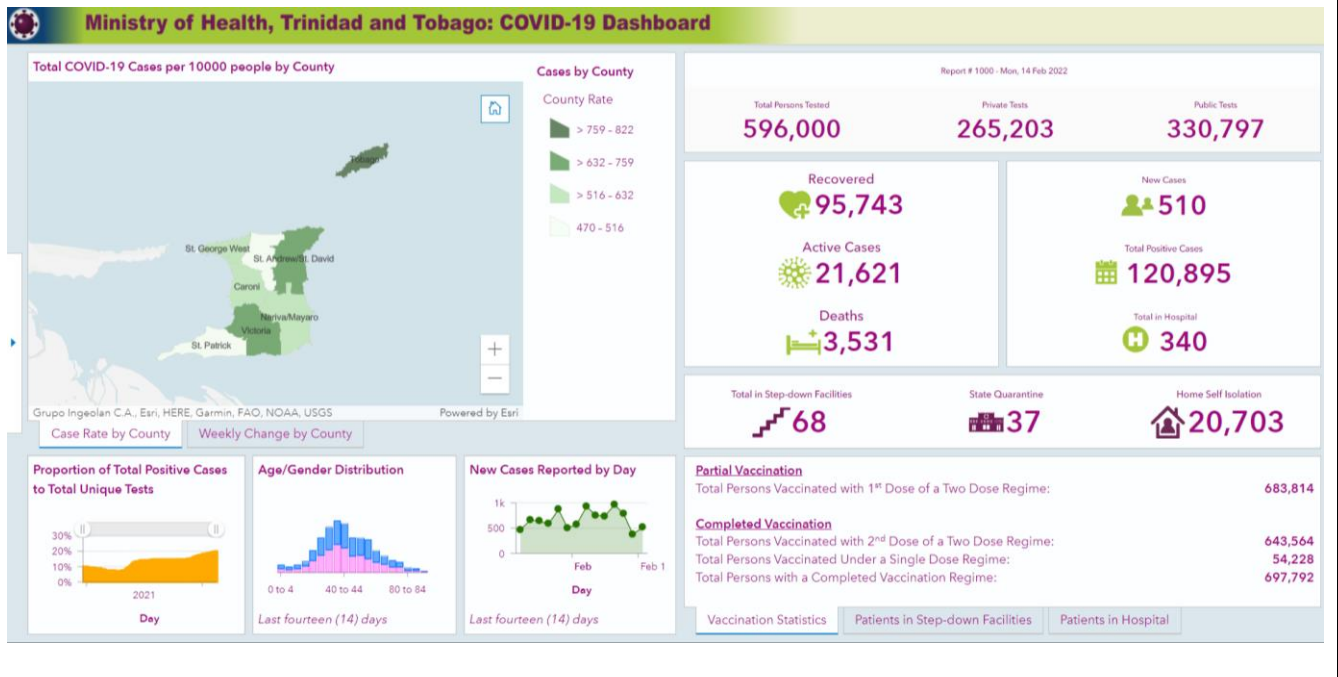 Ministry of Health, Trinidad and Tobago: COVID-19 Dashboard
Total COVID-19 Cases per 10000 people by County
Tobago
St. George West
St. Andrew/St. David
Caroni
Nariva/Mayaro
Victoria
St. Patrick
+
−
Grupo Ingeolan C.A., Esri, HERE, Garmin, FAO, NOAA, USGS
Powered by Esri
Cases by County
County Rate
> 759 - 822
> 632 - 759
> 516 - 632
470 - 516
Case Rate by County
Weekly Change by County
Report # 1000 - Mon, 14 Feb 2022
Total Persons Tested
596,000
Private Tests
265,203
Public Tests
330,797
Recovered
95,743
Active Cases
21,621
Deaths
3,531
New Cases
510
Total Positive Cases
120,895
Total in Hospital
H
340
Total in Step-down Facilities
68
State Quarantine
37
Home Self Isolation
20,703
Proportion of Total Positive Cases
to Total Unique Tests
30%
20%
10%
0%
2021
Day
Age/Gender Distribution
0 to 4
40 to 44
80 to 84
Last fourteen (14) days
New Cases Reported by Day
1k
500
0
Feb
Feb 1
Day
Last fourteen (14) days
Partial Vaccination
Total Persons Vaccinated with 1st Dose of a Two Dose Regime: 683,814
Completed Vaccination
Total Persons Vaccinated with 2nd Dose of a Two Dose Regime: 643,564
Total Persons Vaccinated Under a Single Dose Regime: 54,228
Total Persons with a Completed Vaccination Regime: 697,792
Vaccination Statistics
Patients in Step-down Facilities
Patients in Hospital